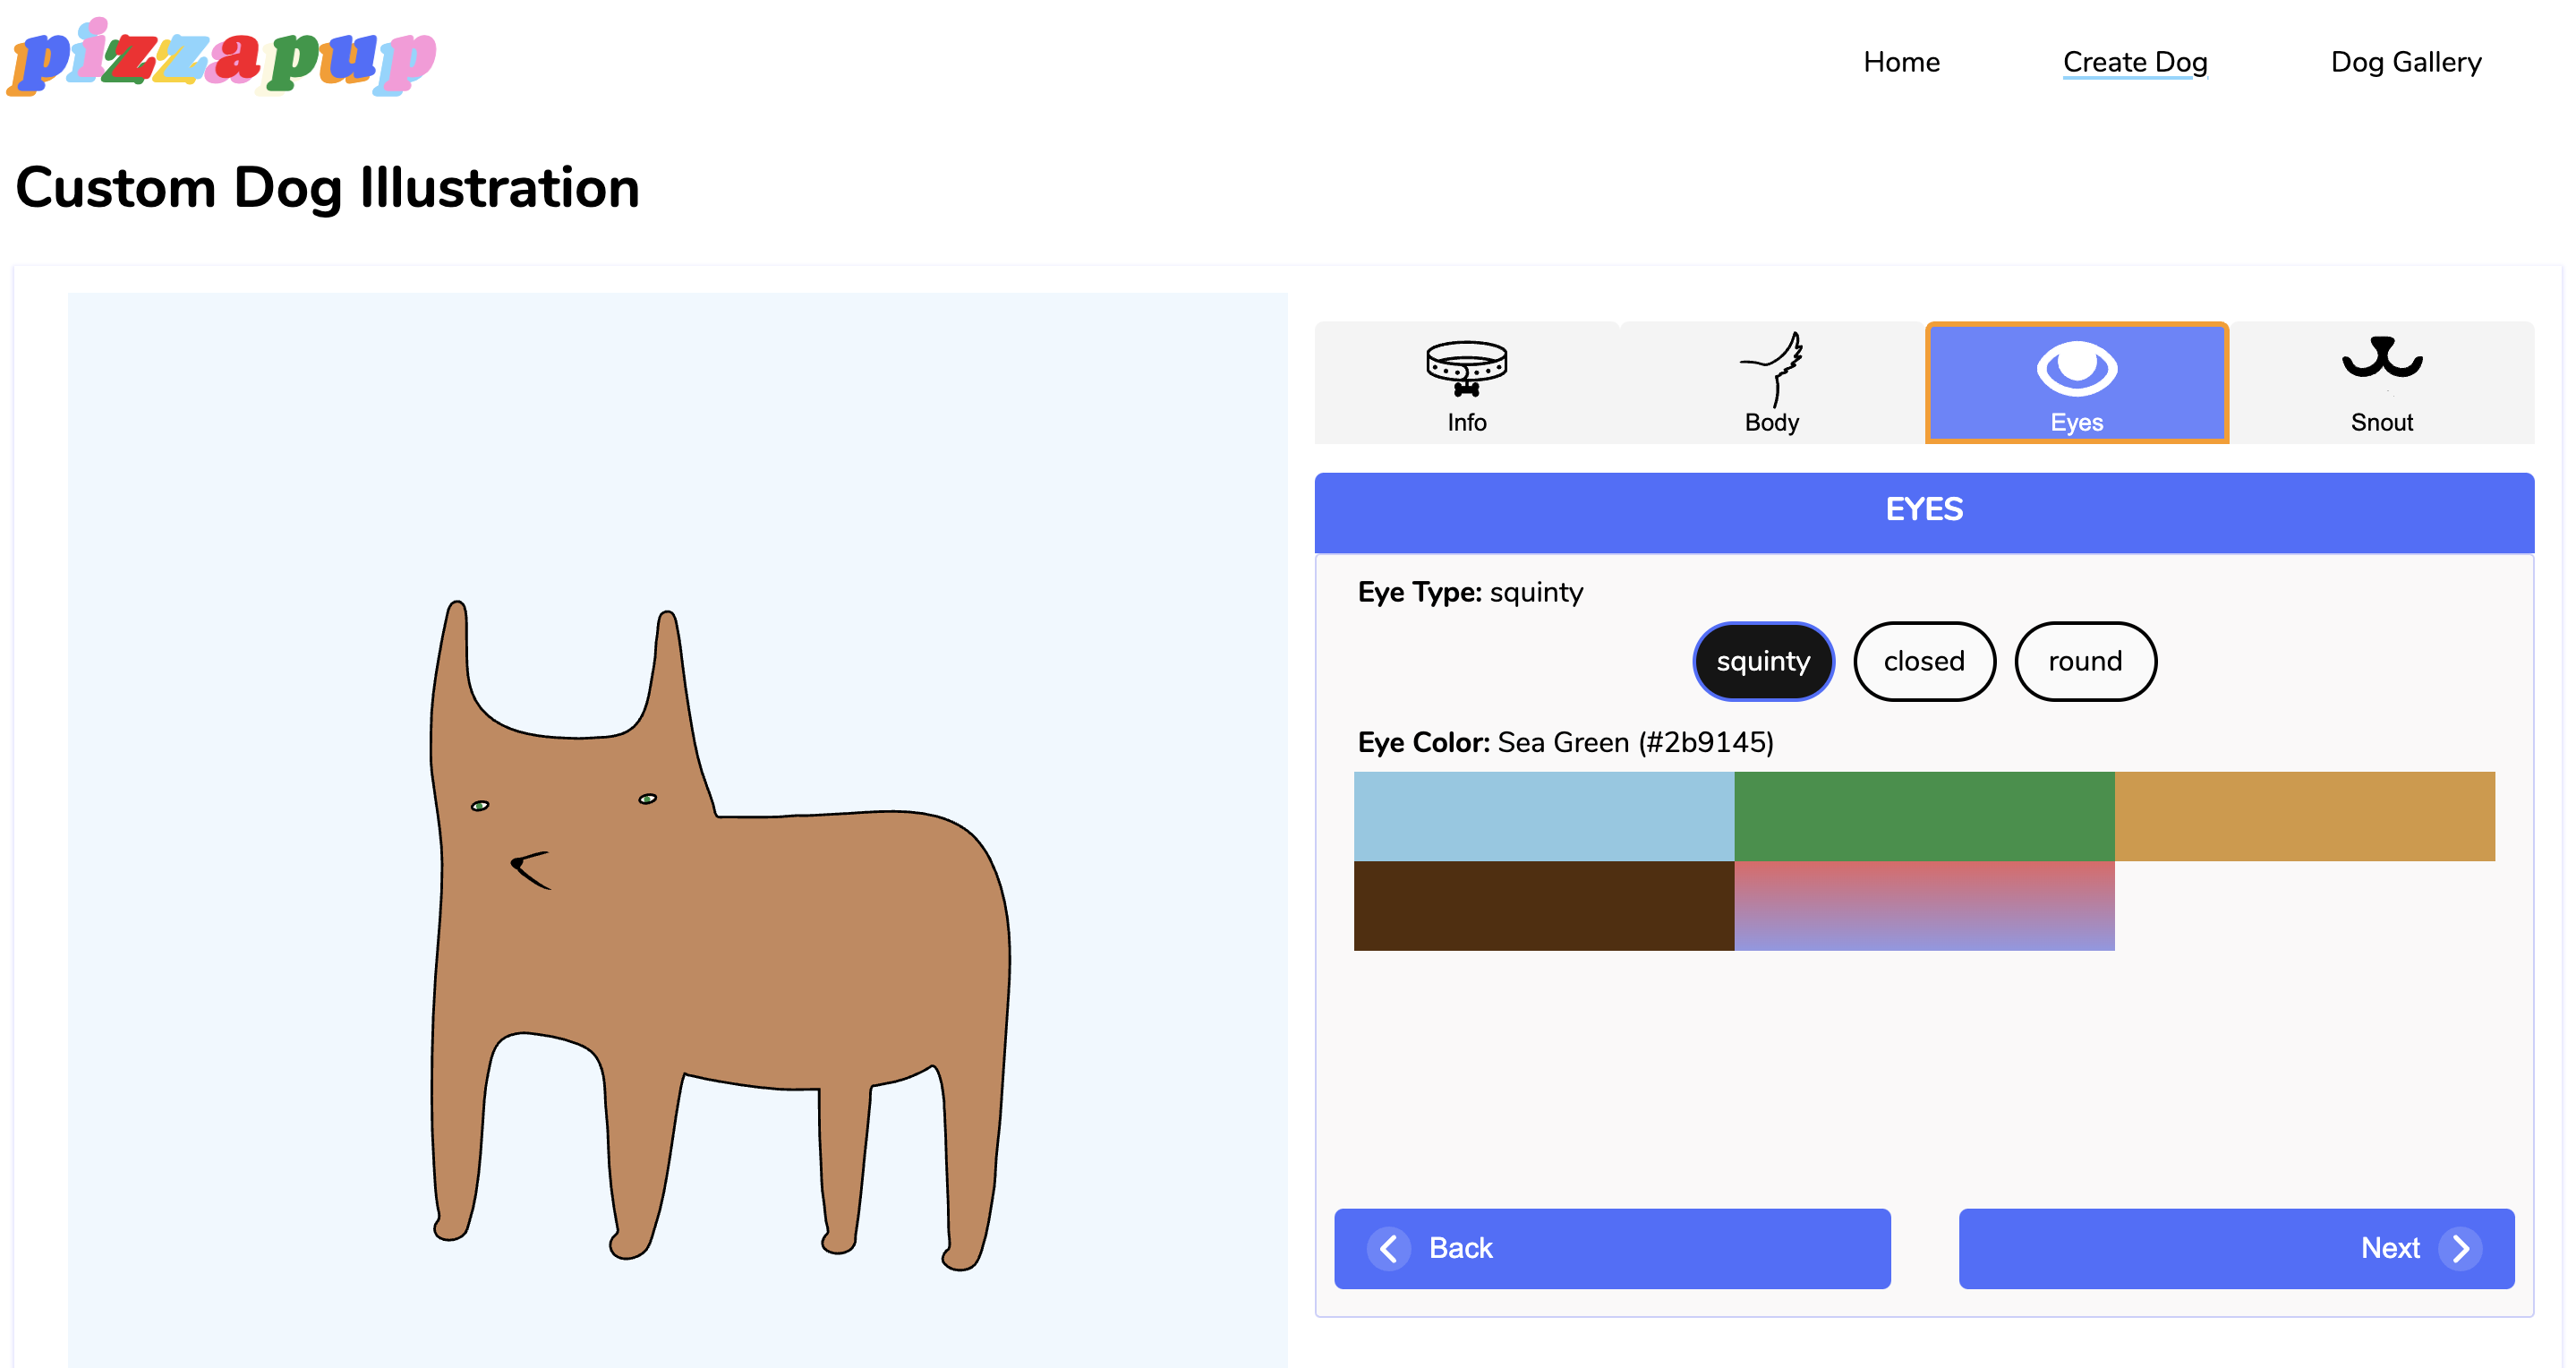 pizzapup
Home
Create Dog
Dog Gallery
Custom Dog Illustration
Info
Body
Eyes
Snout
EYES
Eye Type: squinty
squinty
closed
round
Eye Color: Sea Green (#2b9145)
Back
Next